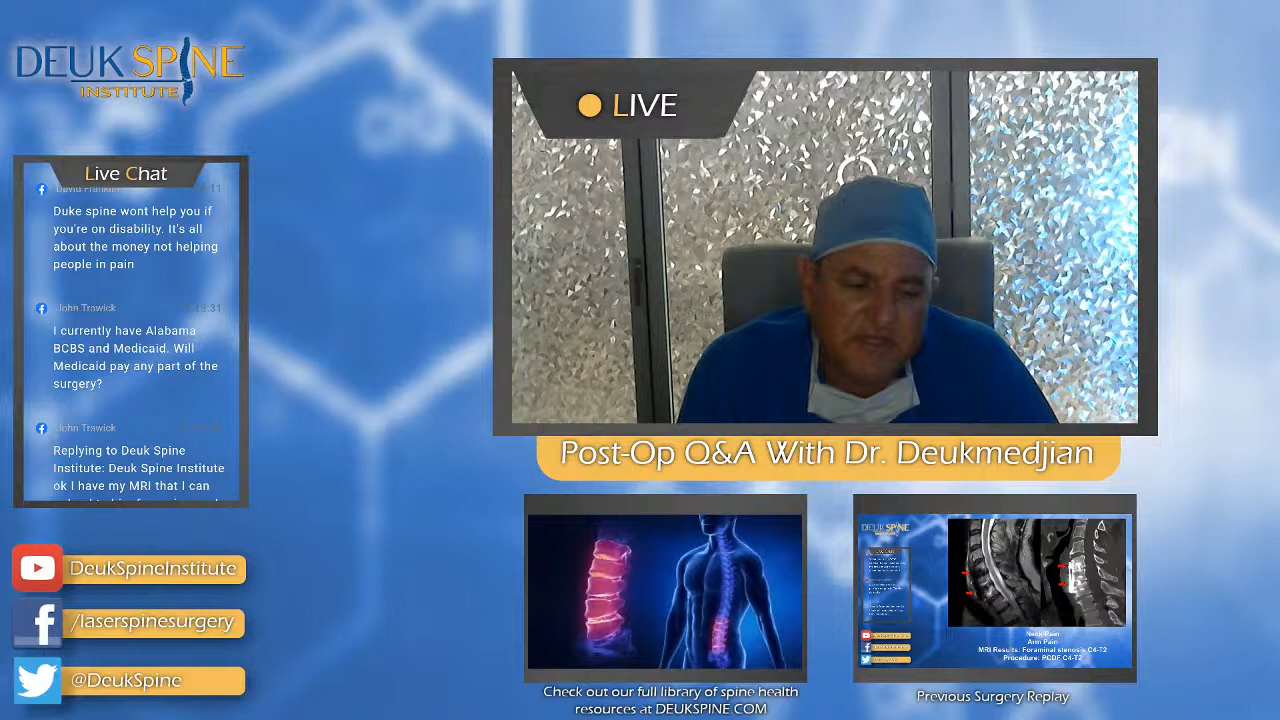 DEUK SPINE
INSTITUTE
Live Chat
David Franklin
Duke spine wont help you if
you're on disability. It's all
about the money not helping
people in pain
John Trawick
I currently have Alabama
BCBS and Medicaid. Will
Medicaid pay any part of the
surgery?
John Trawick
Replying to Deuk Spine
Institute: Deuk Spine Institute
ok I have my MRI that I can
DeukSpineInstitute
/laserspinesurgery
@DeukSpine
LIVE
Post-Op Q&A With Dr. Deukmedjian
Check out our full library of spine health
resources at DEUKSPINE.COM
DEUK SPINE
Neck Pain
Arm Pain
MRI Results: Foraminal stenosis C4-T2
Procedure: PCDF C4-T2
Previous Surgery Replay